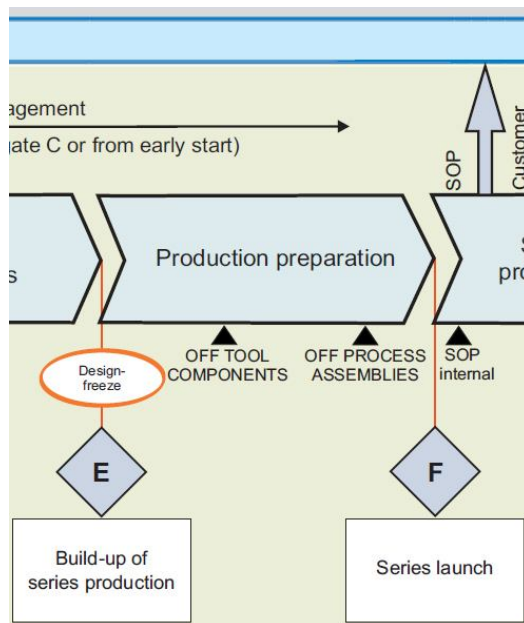 agement
gate C or from early start)
SOP
Customer
Production preparation
s
S
pro
OFF TOOL
COMPONENTS
OFF PROCESS
ASSEMBLIES
SOP
internal
Design-
freeze
E
F
Build-up of
series production
Series launch